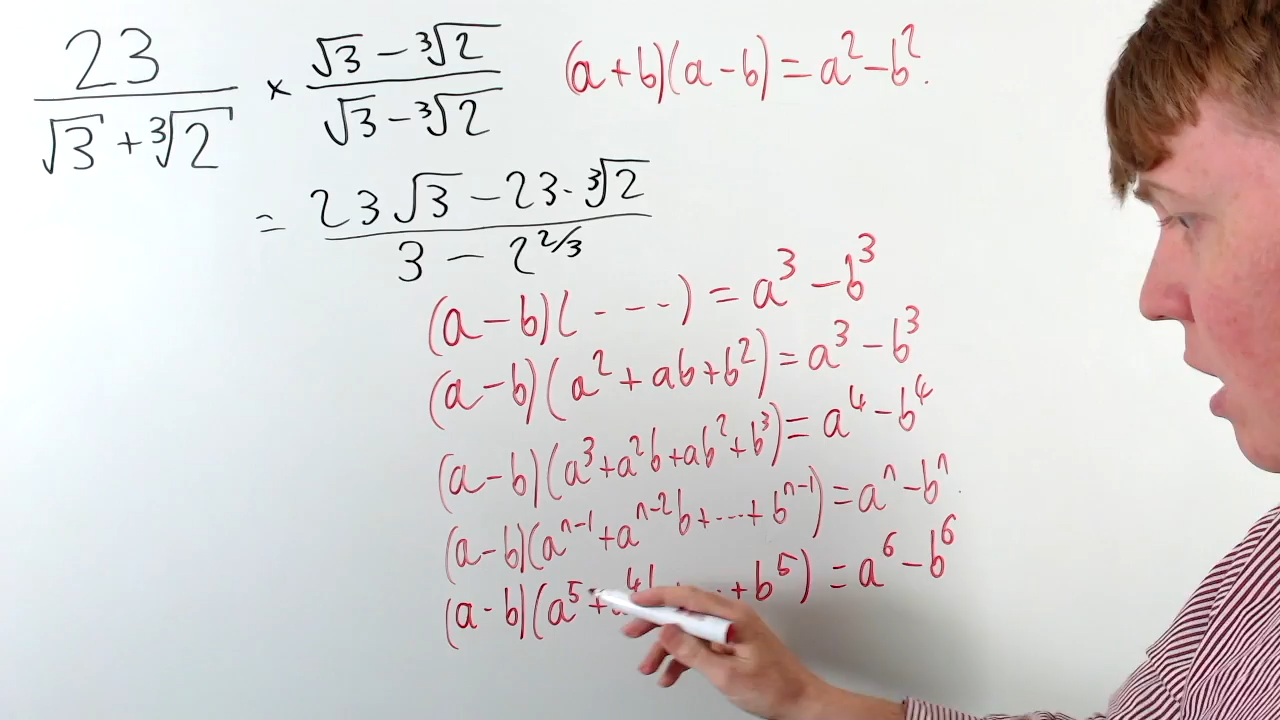 23/(√3 + ³√2) × (√3 − ³√2)/(√3 − ³√2)
(a + b)(a − b) = a² − b².
= (23√3 − 23·³√2)/(3 − 2^(2/3))
(a − b)(- - - ·) = a³ − b³
(a − b)(a² + ab + b²) = a³ − b³
(a − b)(a³ + a²b + ab² + b³) = a⁴ − b⁴
(a − b)(aⁿ⁻¹ + aⁿ⁻²b + ··· + bⁿ⁻¹) = aⁿ − bⁿ.
(a − b)(a⁵ + a⁴b ··· + b⁵) = a⁶ − b⁶